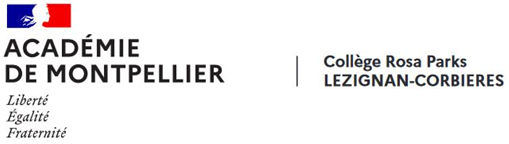 ACADÉMIE
DE MONTPELLIER
Liberté
Égalité
Fraternité
Collège Rosa Parks
LEZIGNAN-CORBIERES